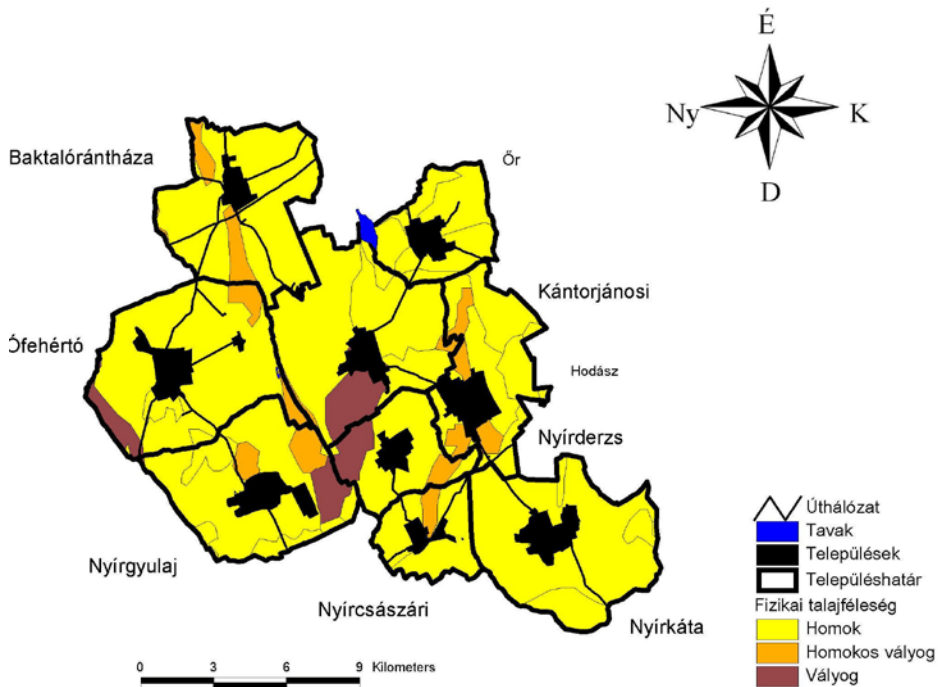 É
Ny
K
D
Baktalórántháza
Őr
Kántorjánosi
Ófehértó
Hodász
Nyírderzs
Nyírgyulaj
Nyírcsászári
Nyírkáta
Úthálózat
Tavak
Települések
Településhatár
Fizikai talajféleség
Homok
Homokos vályog
Vályog
0 3 6 9 Kilometers